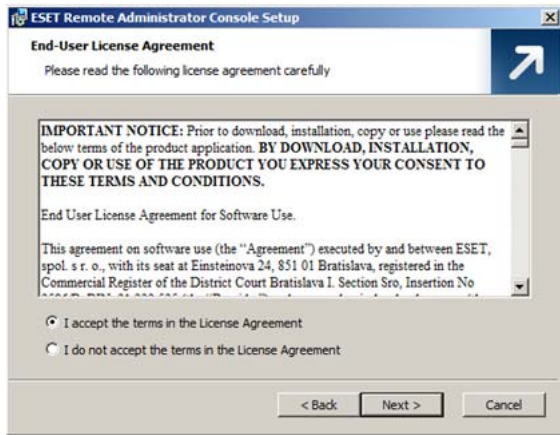 ESET Remote Administrator Console Setup
End-User License Agreement
Please read the following license agreement carefully
IMPORTANT NOTICE: Prior to download, installation, copy or use please read the
below terms of the product application. BY DOWNLOAD, INSTALLATION,
COPY OR USE OF THE PRODUCT YOU EXPRESS YOUR CONSENT TO
THESE TERMS AND CONDITIONS.
End User License Agreement for Software Use.
This agreement on software use (the “Agreement”) executed by and between ESET,
spol. s r. o., with its seat at Einsteinova 24, 851 01 Bratislava, registered in the
Commercial Register of the District Court Bratislava I. Section Sro, Insertion No
I accept the terms in the License Agreement
I do not accept the terms in the License Agreement
< Back
Next >
Cancel